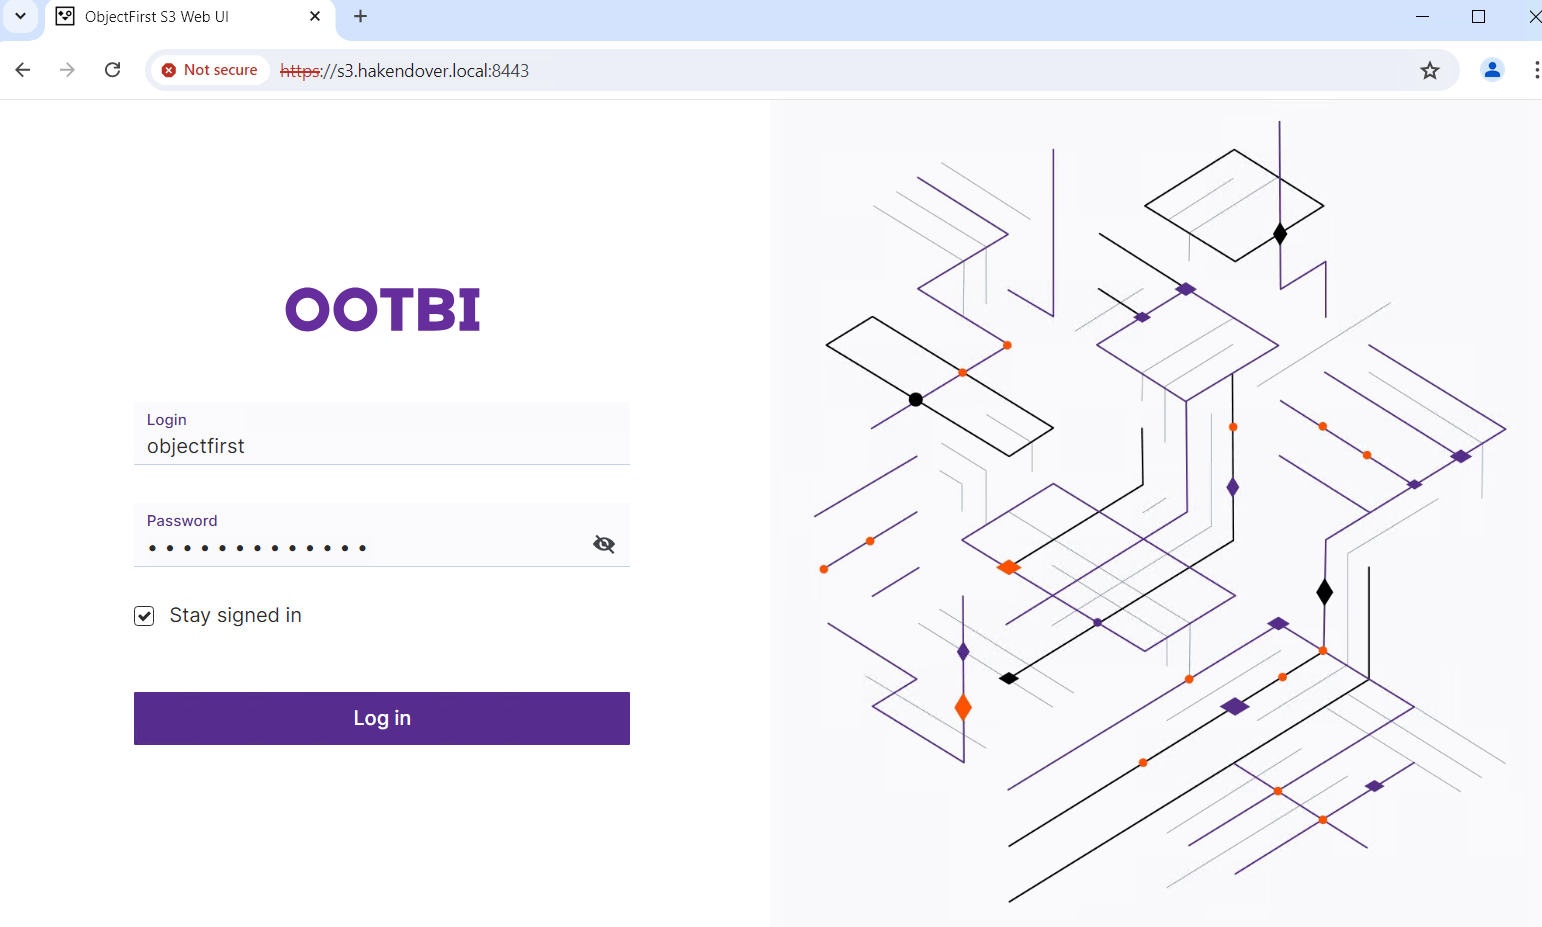 ObjectFirst S3 Web UI
Not secure https://s3.hakendover.local:8443
OOTBI
Login
objectfirst
Password
•••••••••••••
Stay signed in
Log in